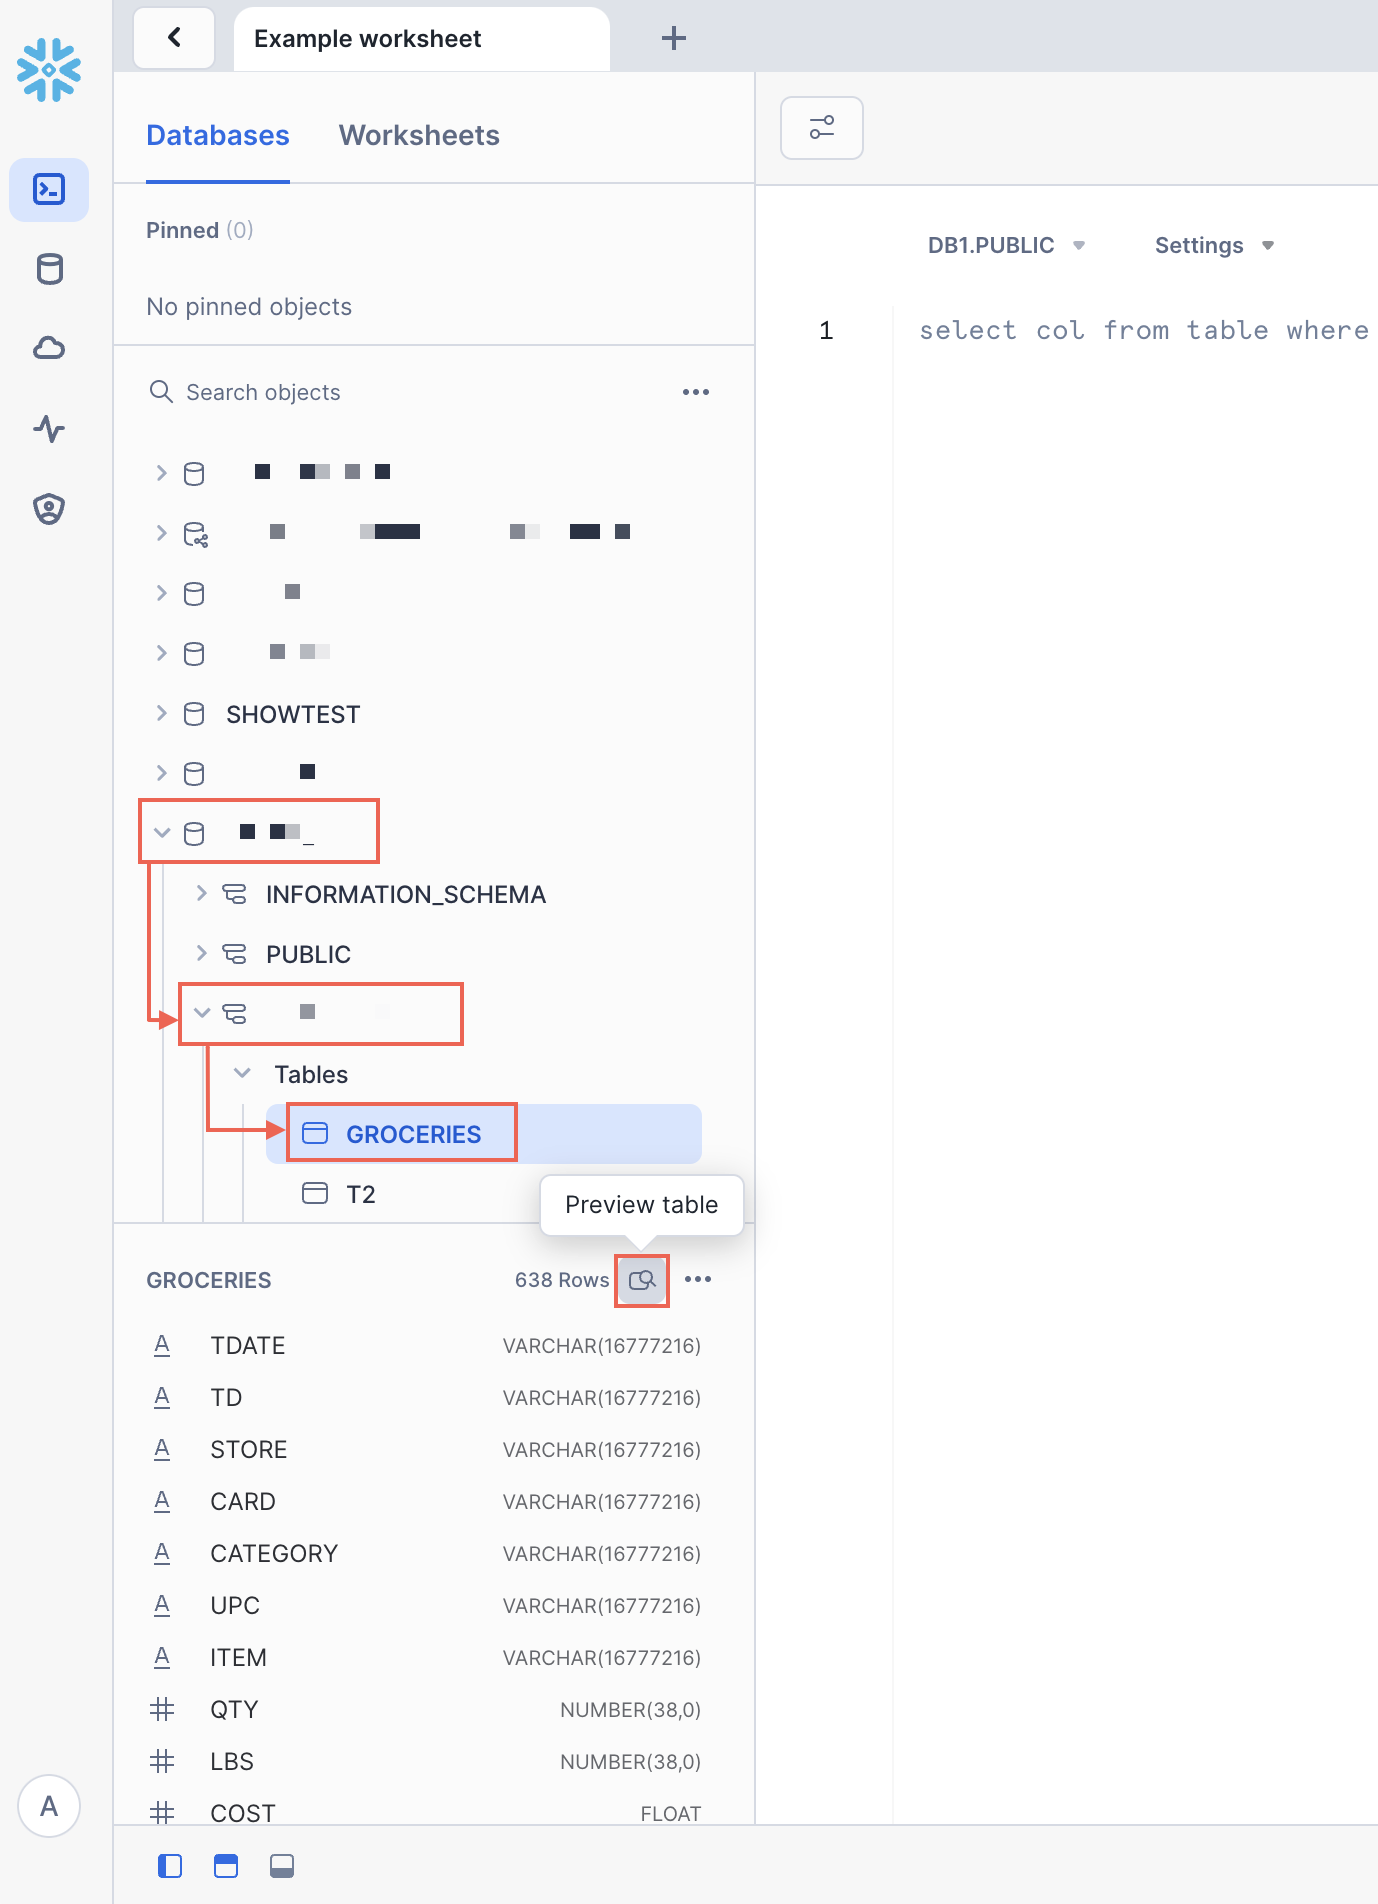 Example worksheet
Databases Worksheets
Pinned (0)
No pinned objects
DB1.PUBLIC Settings
1 select col from table where
Search objects
SHOWTEST
INFORMATION_SCHEMA
PUBLIC
Tables
GROCERIES
T2
Preview table
GROCERIES 638 Rows
A TDATE VARCHAR(16777216)
A TD VARCHAR(16777216)
A STORE VARCHAR(16777216)
A CARD VARCHAR(16777216)
A CATEGORY VARCHAR(16777216)
A UPC VARCHAR(16777216)
A ITEM VARCHAR(16777216)
# QTY NUMBER(38,0)
# LBS NUMBER(38,0)
# COST FLOAT
A